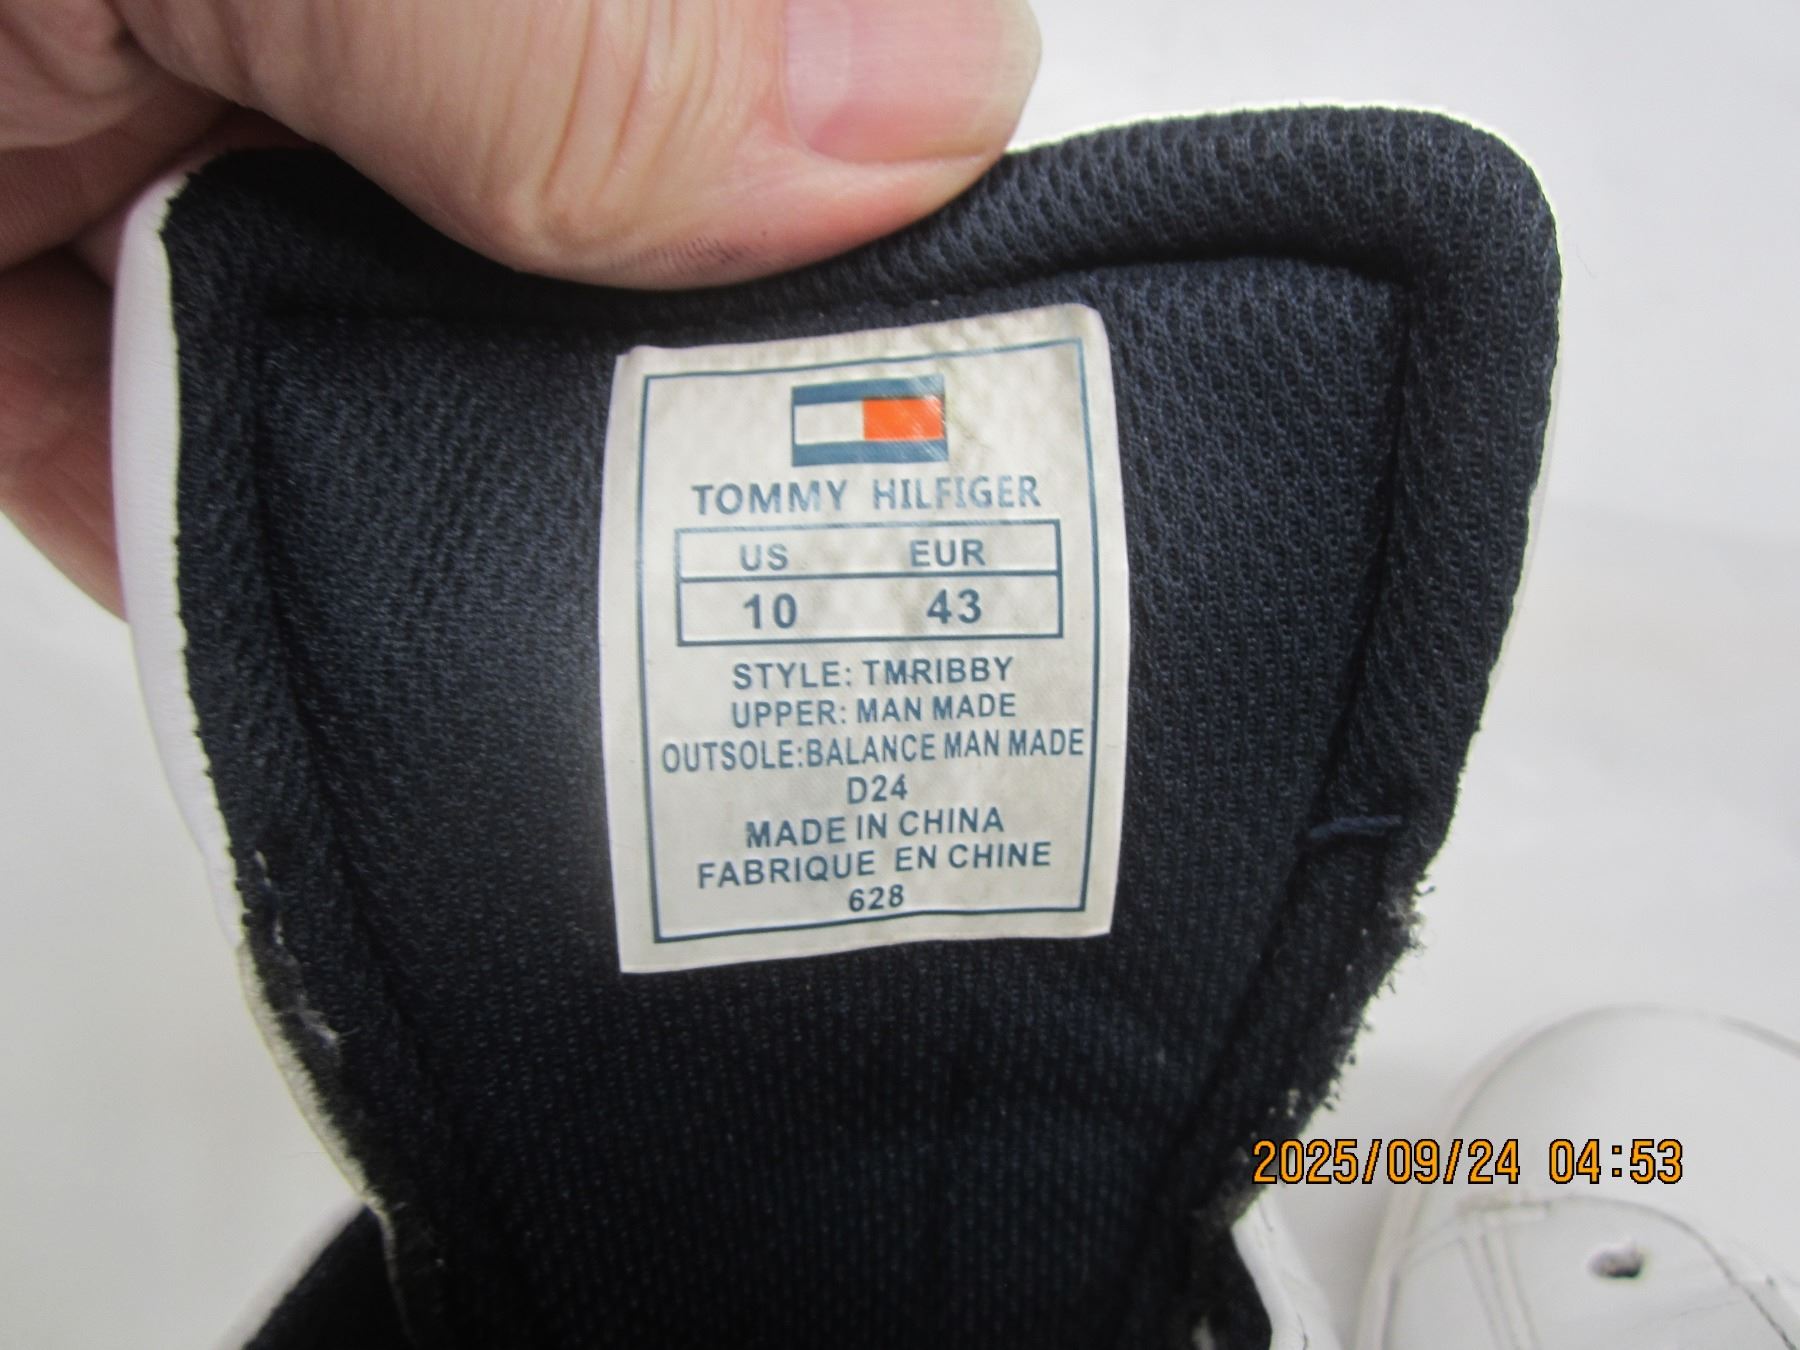 TOMMY HILFIGER
US EUR
10 43
STYLE: TMRIBBY
UPPER: MAN MADE
OUTSOLE:BALANCE MAN MADE
D24
MADE IN CHINA
FABRIQUE EN CHINE
628
2025/09/24 04:53